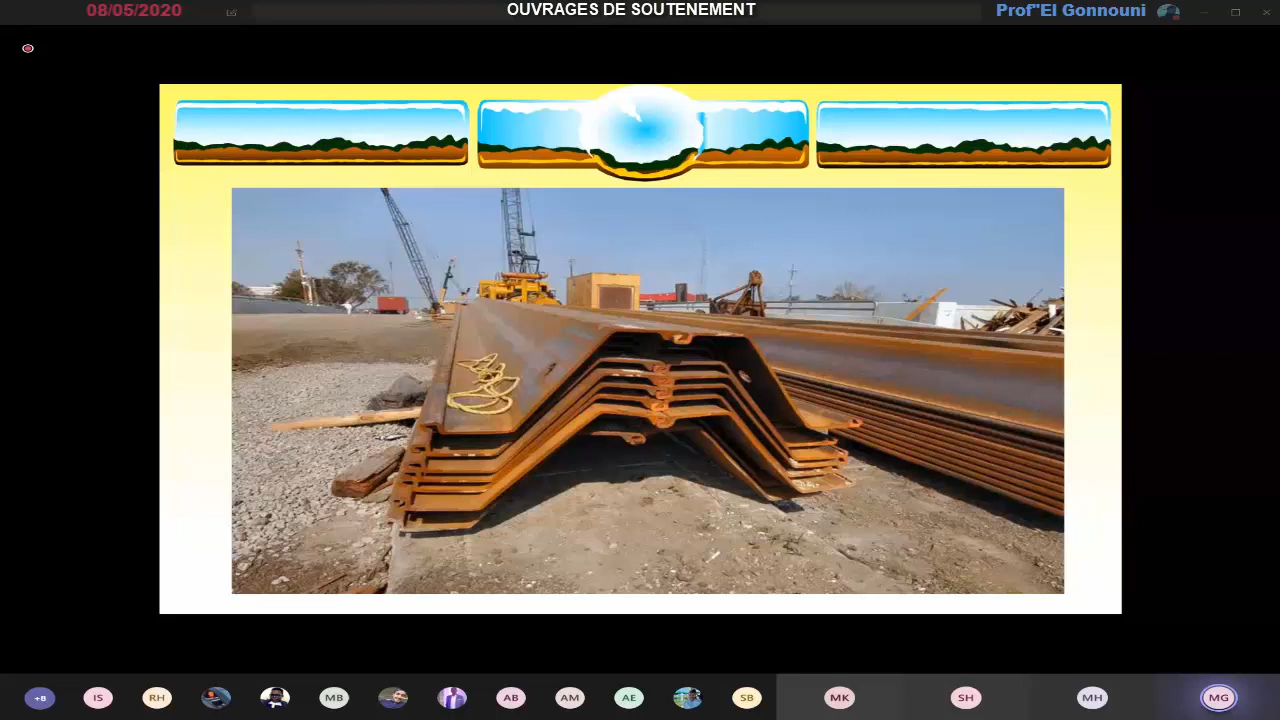 08/05/2020
OUVRAGES DE SOUTENEMENT
Prof"El Gonnouni
+8
IS
RH
MB
AB
AM
AE
SB
MK
SH
MH
MG